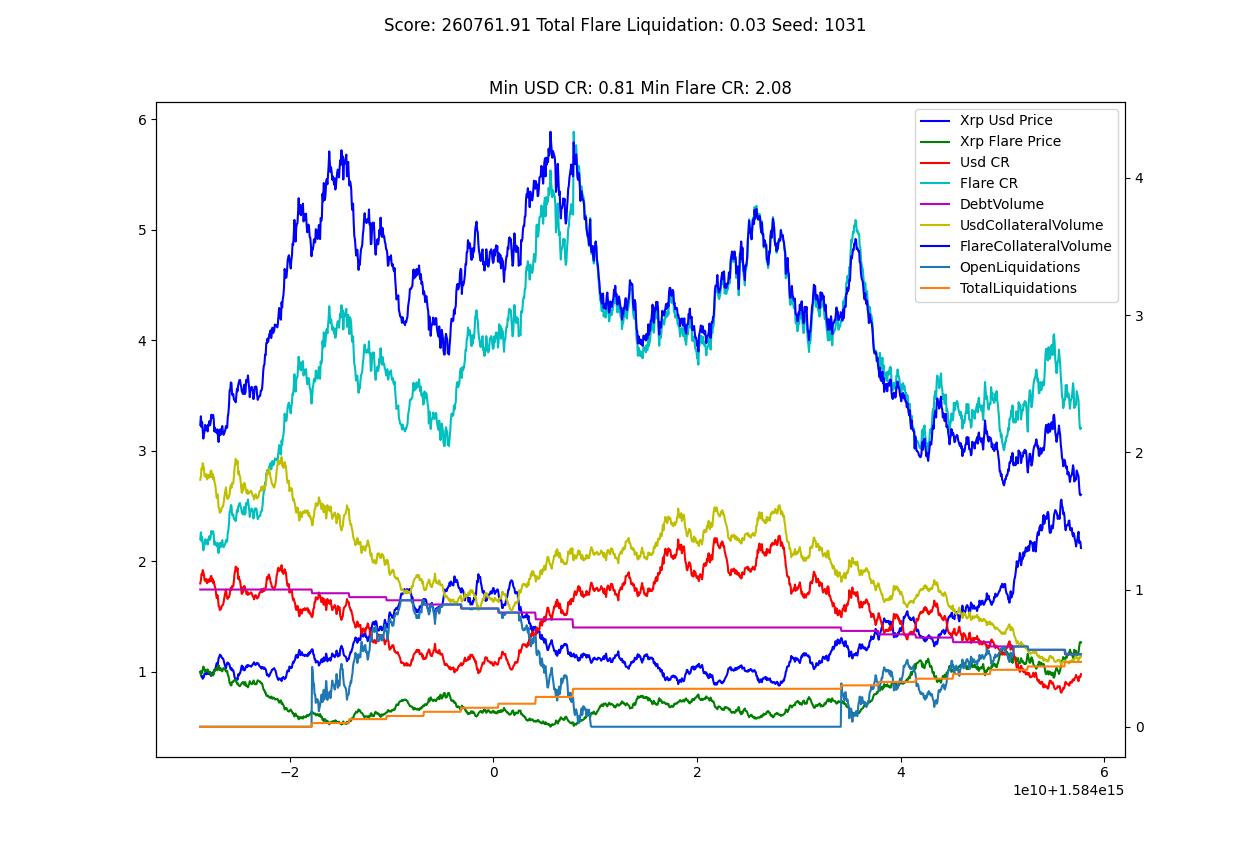 Score: 260761.91 Total Flare Liquidation: 0.03 Seed: 1031
Min USD CR: 0.81 Min Flare CR: 2.08
Xrp Usd Price
Xrp Flare Price
Usd CR
Flare CR
DebtVolume
UsdCollateralVolume
FlareCollateralVolume
OpenLiquidations
TotalLiquidations
6
5
4
3
2
1
4
3
2
1
0
−2
0
2
4
6
1e10+1.584e15